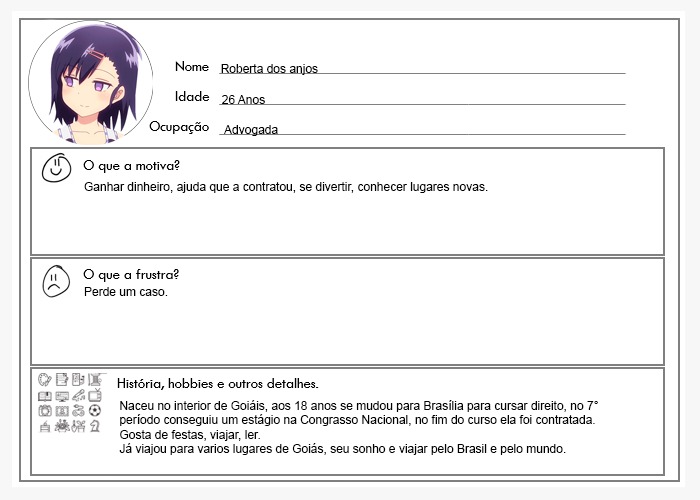 Nome Roberta dos anjos
Idade 26 Anos
Ocupação Advogada
O que a motiva?
Ganhar dinheiro, ajuda que a contratou, se divertir, conhecer lugares novas.
O que a frustra?
Perde um caso.
História, hobbies e outros detalhes.
Naceu no interior de Goiáis, aos 18 anos se mudou para Brasília para cursar direito, no 7°
período conseguiu um estágio na Congrasso Nacional, no fim do curso ela foi contratada.
Gosta de festas, viajar, ler.
Já viajou para varios lugares de Goiás, seu sonho e viajar pelo Brasil e pelo mundo.